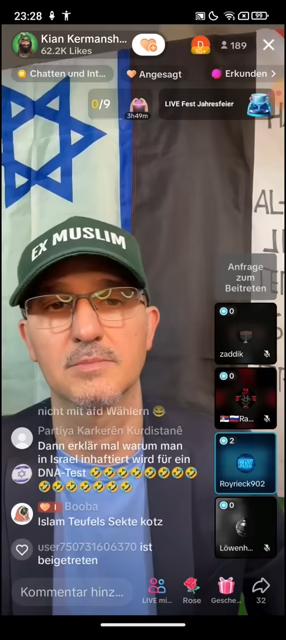 23:28
99
Kian Kermansh...
62.2K Likes
D
189
Chatten und Int...
Angesagt
Erkunden
0/9
3h49m
LIVE Fest Jahresfeier
EX MUSLIM
AL-
Anfrage
zum
Beitreten
0
zaddik
0
Ra...
2
Royrieck902
0
Löwenh...
nicht mit afd Wählern 😂
Partiya Karkerên Kurdistanê
Dann erklär mal warum man
in Israel inhaftiert wird für ein
DNA-Test 🤣🤣🤣🤣🤣🤣🤣🤣
🤣🤣🤣🤣🤣🤣🤣
Booba
Islam Teufels Sekte kotz
user750731606370 ist
beigetreten
Kommentar hinz...
LIVE mi...
Rose
Gesche...
32